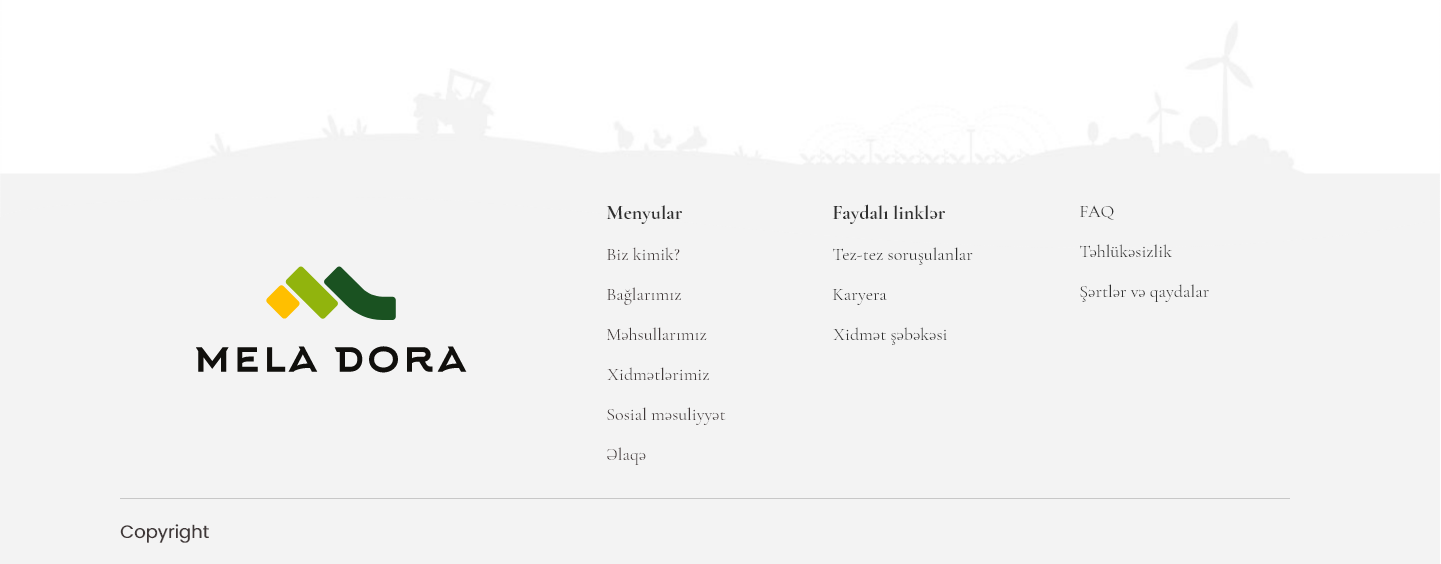 MELA DORA
Menyular
Biz kimik?
Bağlarımız
Məhsullarımız
Xidmətlərimiz
Sosial məsuliyyət
Əlaqə
Faydalı linklər
Tez-tez soruşulanlar
Karyera
Xidmət şəbəkəsi
FAQ
Təhlükəsizlik
Şərtlər və qaydalar
Copyright